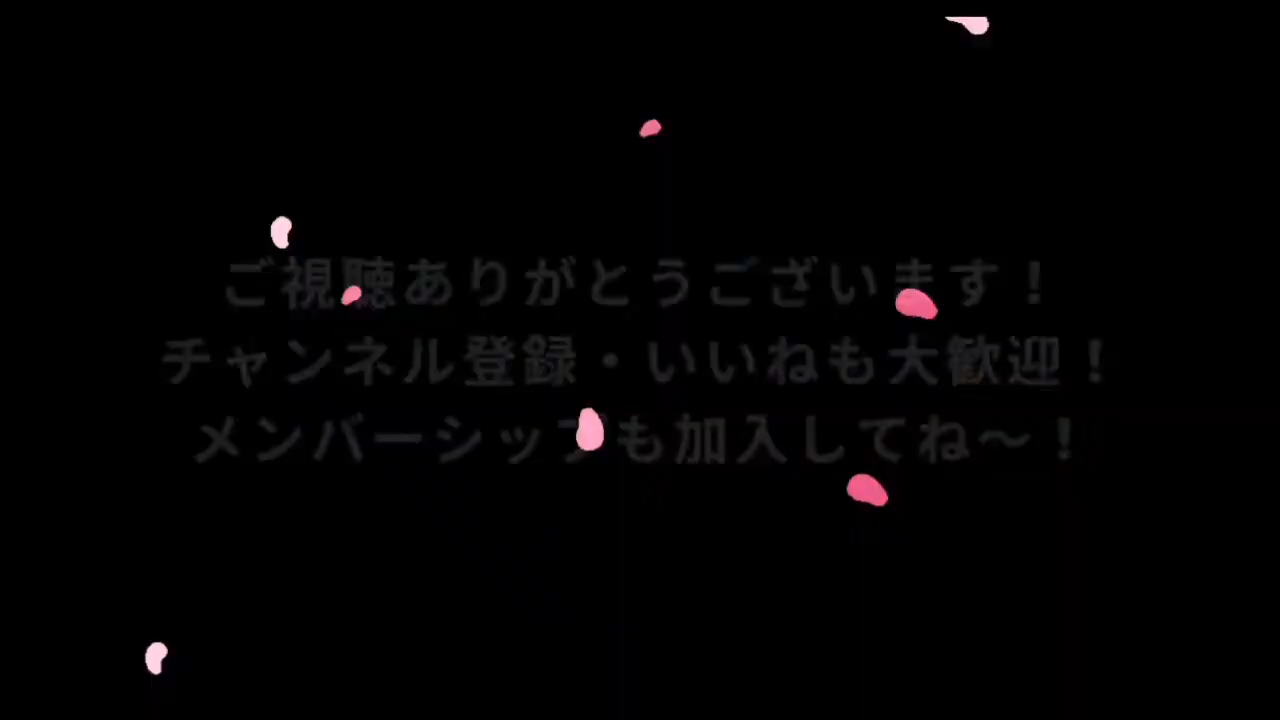 ご視聴ありがとうございます！
チャンネル登録・いいねも大歓迎！
メンバーシップも加入してね～！